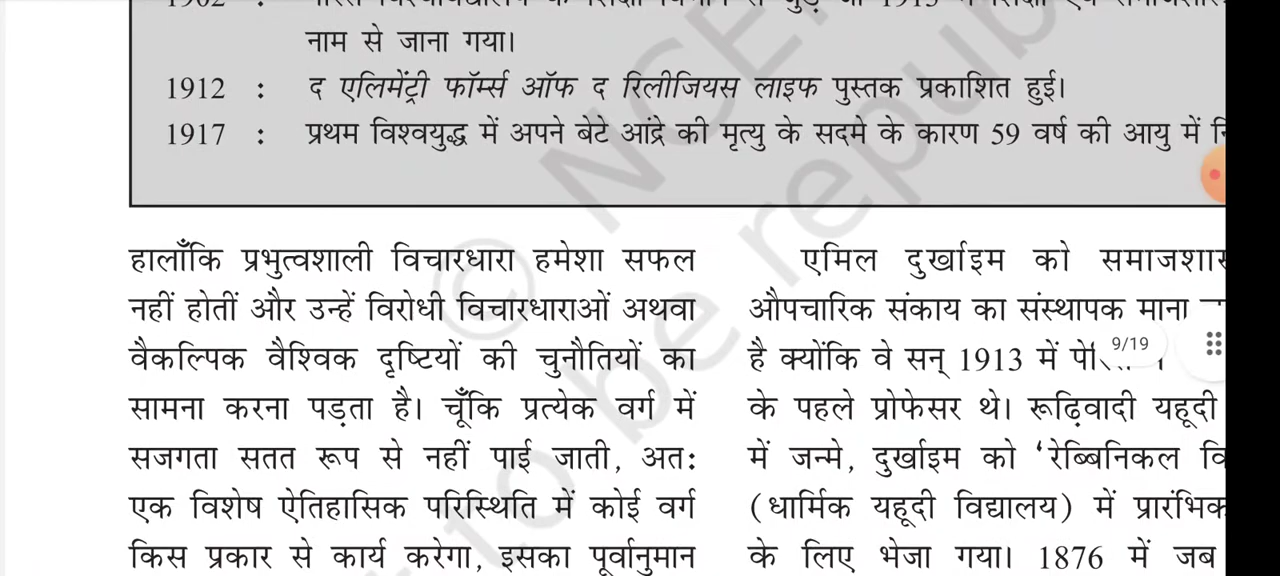 नाम से जाना गया।
1912 : द एलिमेंट्री फॉर्म्स ऑफ द रिलीजियस लाइफ पुस्तक प्रकाशित हुई।
1917 : प्रथम विश्वयुद्ध में अपने बेटे आंद्रे की मृत्यु के सदमे के कारण 59 वर्ष की आयु में
हालाँकि प्रभुत्वशाली विचारधारा हमेशा सफल
नहीं होतीं और उन्हें विरोधी विचारधाराओं अथवा
वैकल्पिक वैश्विक दृष्टियों की चुनौतियों का
सामना करना पड़ता है। चूँकि प्रत्येक वर्ग में
सजगता सतत रूप से नहीं पाई जाती, अतः
एक विशेष ऐतिहासिक परिस्थिति में कोई वर्ग
किस प्रकार से कार्य करेगा, इसका पूर्वानुमान
एमिल दुर्खाइम को
औपचारिक संकाय का संस्थापक माना
है क्योंकि वे सन् 1913 में
के पहले प्रोफेसर थे। रूढ़िवादी यहूदी
में जन्मे, दुर्खाइम को ‘रेब्बिनिकल
(धार्मिक यहूदी विद्यालय) में
के लिए भेजा गया। 1876 में जब
9/19